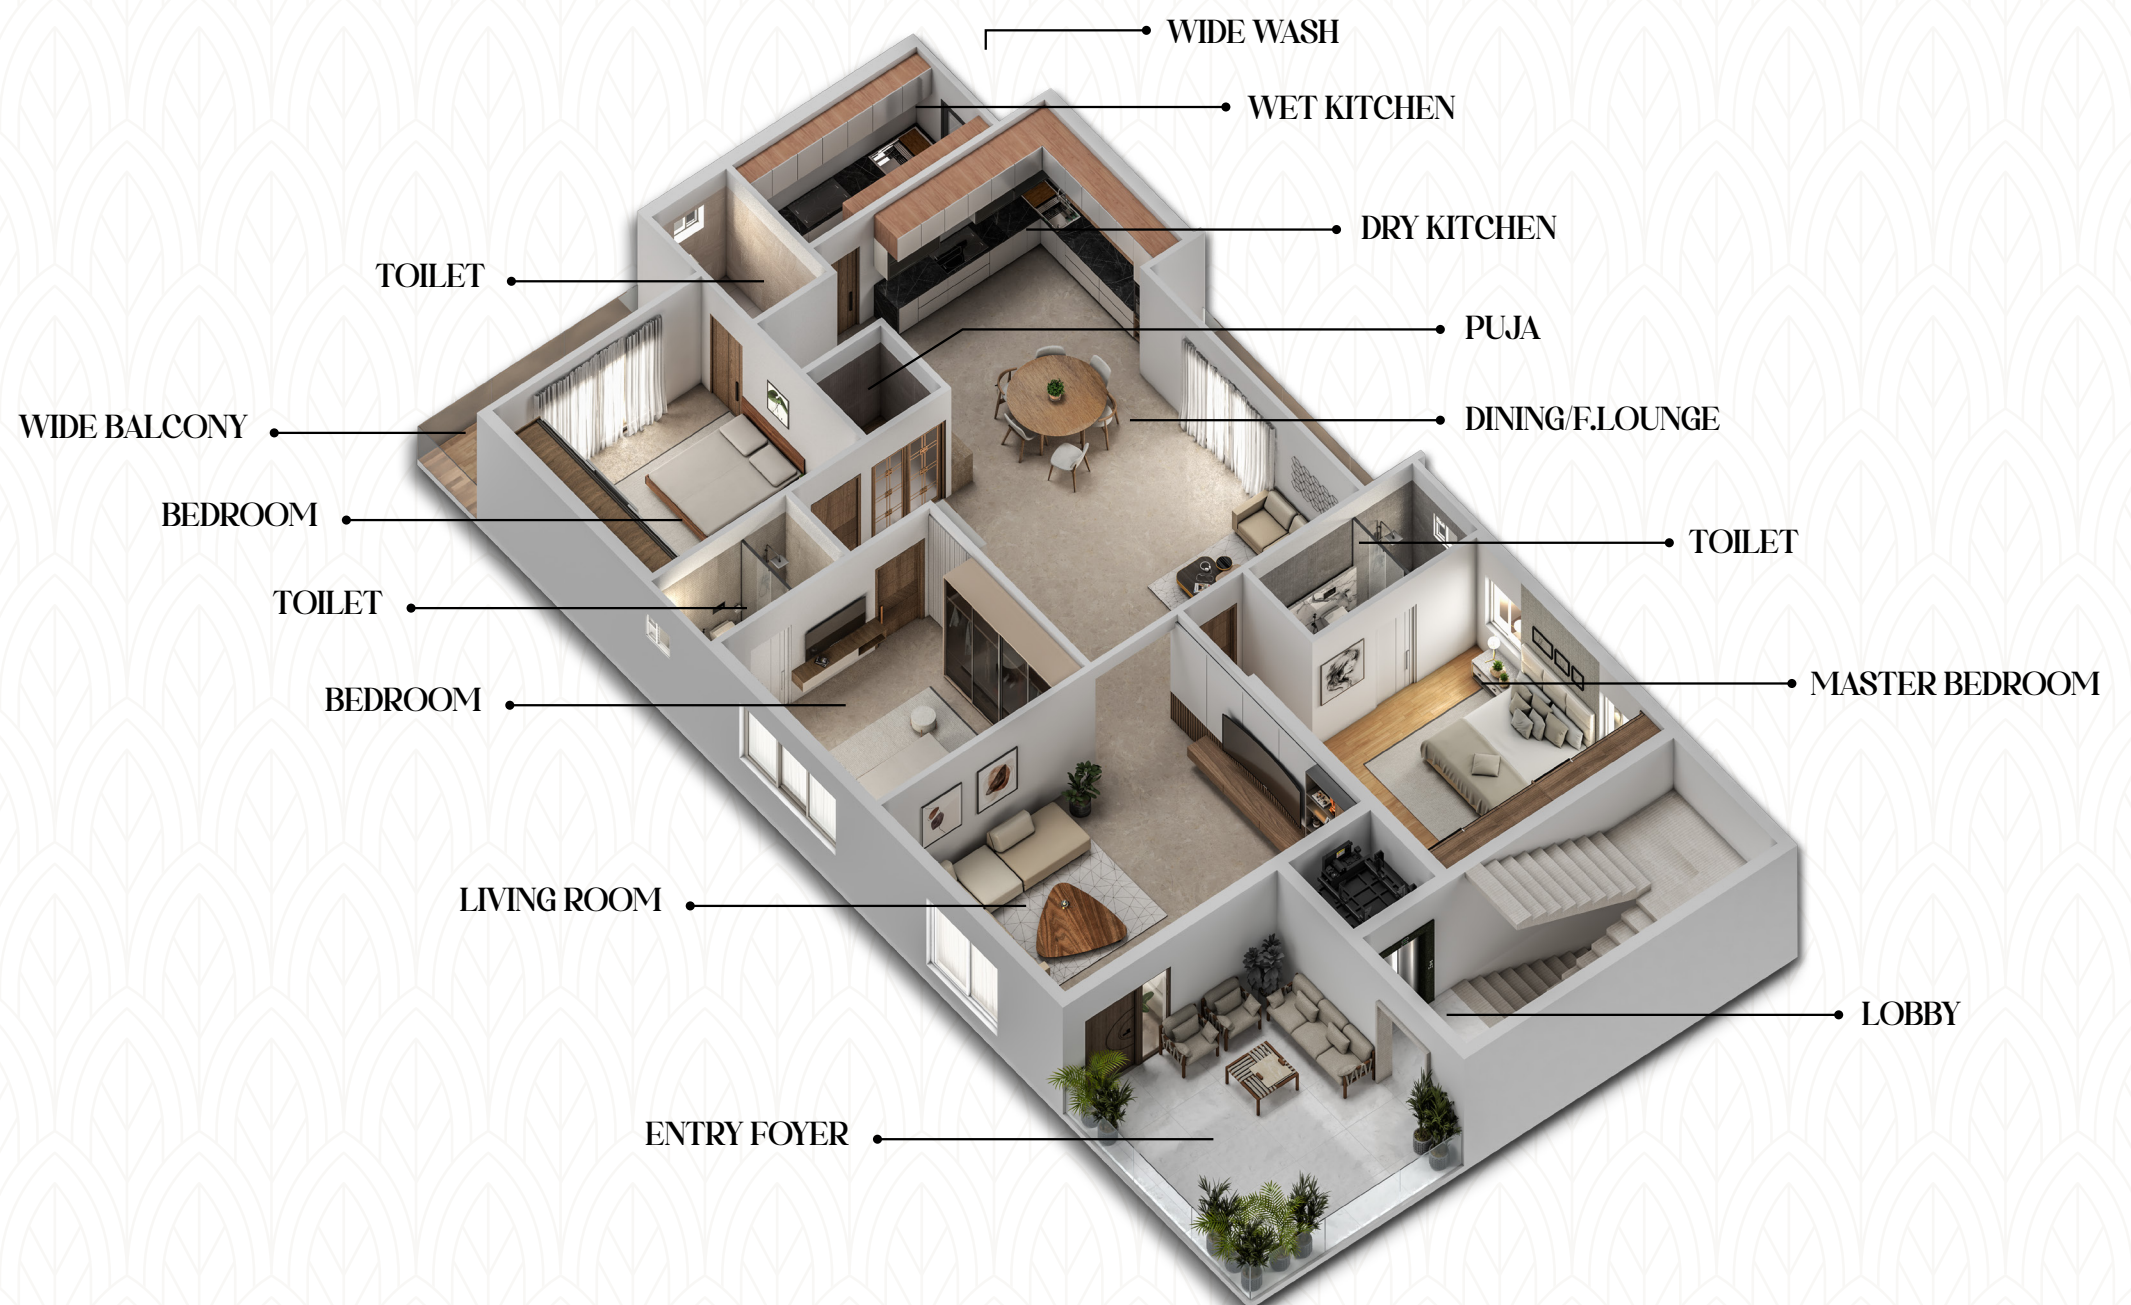 WIDE WASH
WET KITCHEN
DRY KITCHEN
TOILET
PUJA
DINING/F.LOUNGE
WIDE BALCONY
BEDROOM
TOILET
TOILET
MASTER BEDROOM
BEDROOM
LIVING ROOM
LOBBY
ENTRY FOYER